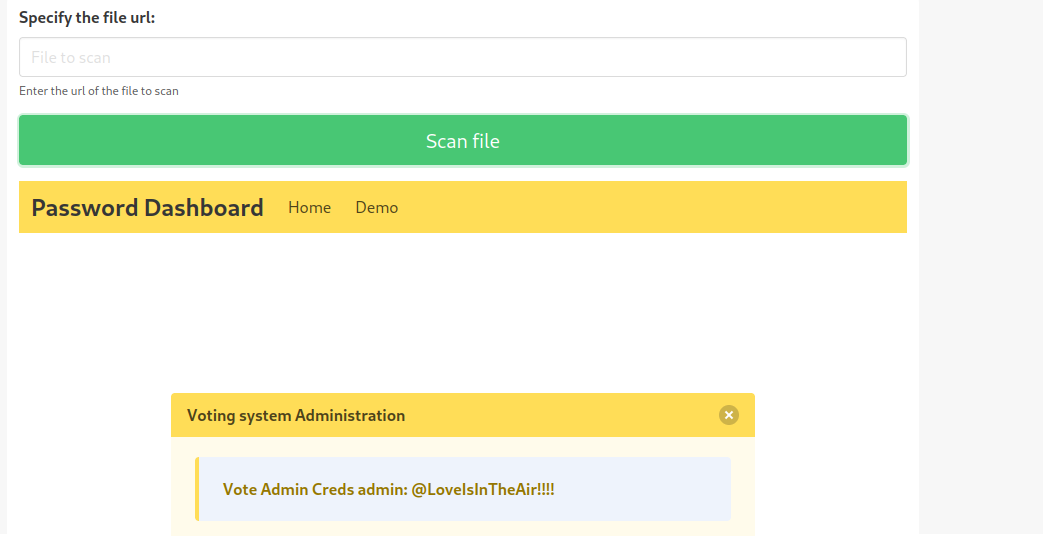 Specify the file url:
File to scan
Enter the url of the file to scan
Scan file
Password Dashboard Home Demo
Voting system Administration
Vote Admin Creds admin: @LoveIsInTheAir!!!!